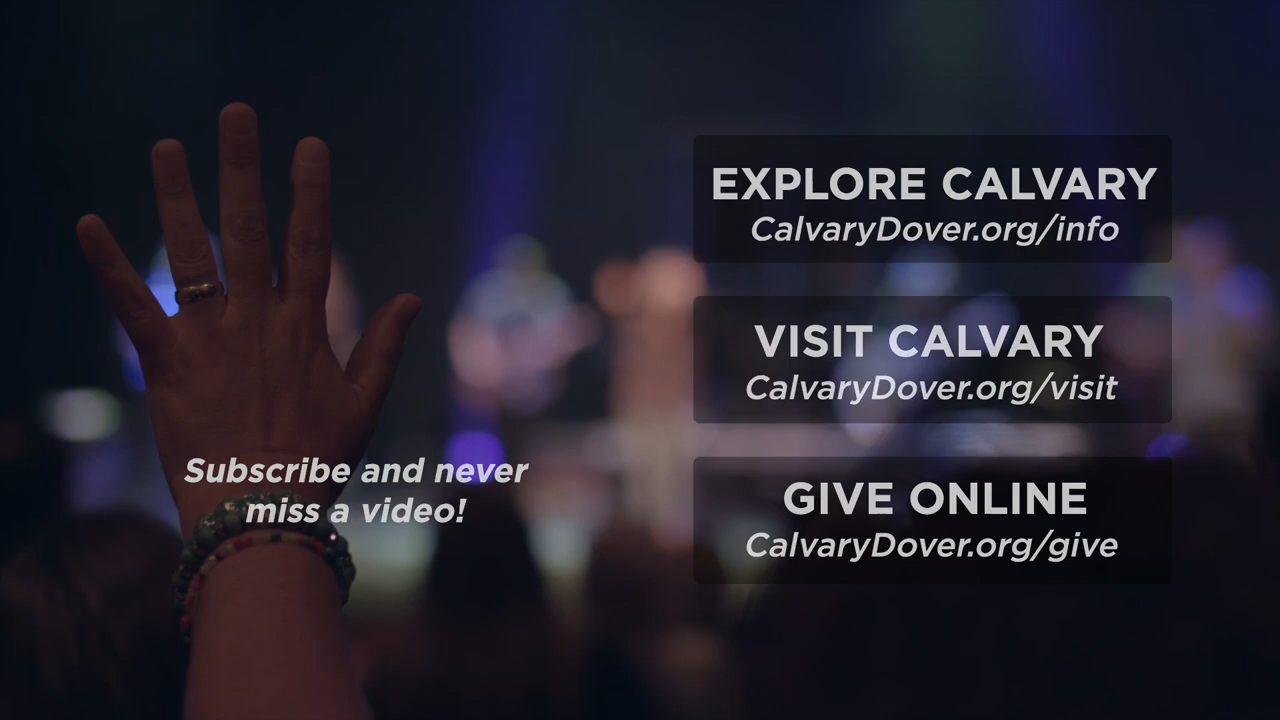 EXPLORE CALVARY
CalvaryDover.org/info
VISIT CALVARY
CalvaryDover.org/visit
Subscribe and never
miss a video!
GIVE ONLINE
CalvaryDover.org/give